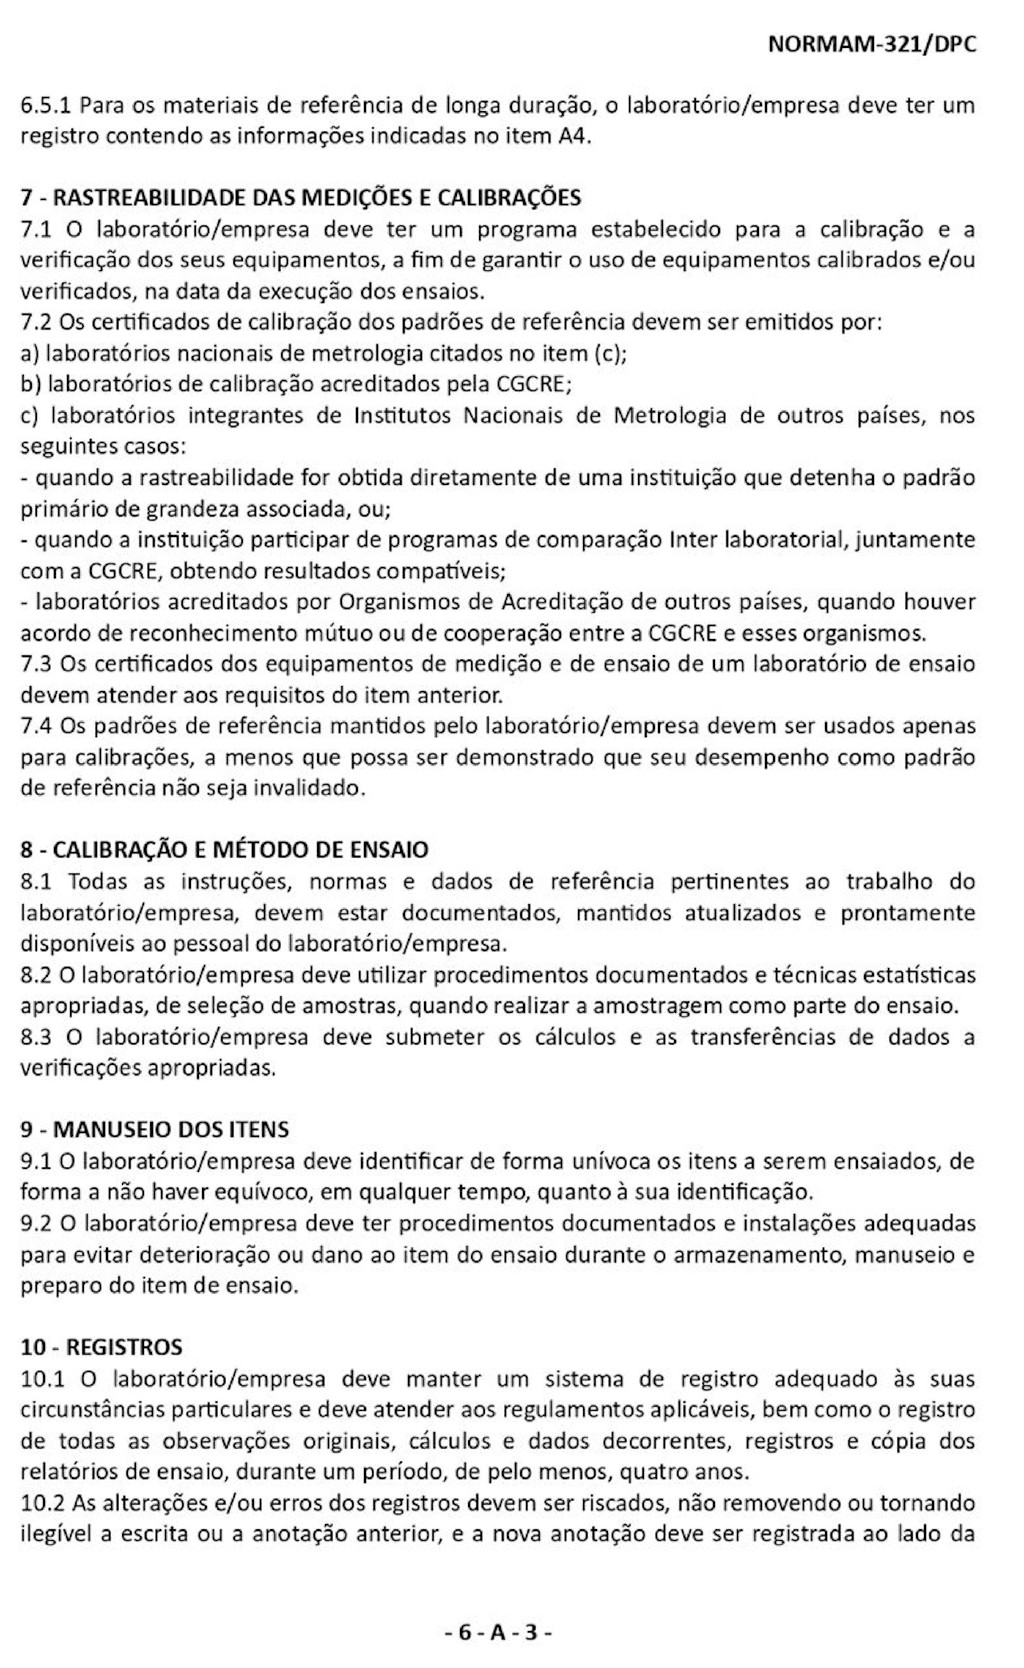 NORMAM-321/DPC
6.5.1 Para os materiais de referência de longa duração, o laboratório/empresa deve ter um
registro contendo as informações indicadas no item A4.
7 - RASTREABILIDADE DAS MEDIÇÕES E CALIBRAÇÕES
7.1 O laboratório/empresa deve ter um programa estabelecido para a calibração e a
verificação dos seus equipamentos, a fim de garantir o uso de equipamentos calibrados e/ou
verificados, na data da execução dos ensaios.
7.2 Os certificados de calibração dos padrões de referência devem ser emitidos por:
a) laboratórios nacionais de metrologia citados no item (c);
b) laboratórios de calibração acreditados pela CGCRE;
c) laboratórios integrantes de Institutos Nacionais de Metrologia de outros países, nos
seguintes casos:
- quando a rastreabilidade for obtida diretamente de uma instituição que detenha o padrão
primário de grandeza associada, ou;
- quando a instituição participar de programas de comparação Inter laboratorial, juntamente
com a CGCRE, obtendo resultados compatíveis;
- laboratórios acreditados por Organismos de Acreditação de outros países, quando houver
acordo de reconhecimento mútuo ou de cooperação entre a CGCRE e esses organismos.
7.3 Os certificados dos equipamentos de medição e de ensaio de um laboratório de ensaio
devem atender aos requisitos do item anterior.
7.4 Os padrões de referência mantidos pelo laboratório/empresa devem ser usados apenas
para calibrações, a menos que possa ser demonstrado que seu desempenho como padrão
de referência não seja invalidado.
8 - CALIBRAÇÃO E MÉTODO DE ENSAIO
8.1 Todas as instruções, normas e dados de referência pertinentes ao trabalho do
laboratório/empresa, devem estar documentados, mantidos atualizados e prontamente
disponíveis ao pessoal do laboratório/empresa.
8.2 O laboratório/empresa deve utilizar procedimentos documentados e técnicas estatísticas
apropriadas, de seleção de amostras, quando realizar a amostragem como parte do ensaio.
8.3 O laboratório/empresa deve submeter os cálculos e as transferências de dados a
verificações apropriadas.
9 - MANUSEIO DOS ITENS
9.1 O laboratório/empresa deve identificar de forma unívoca os itens a serem ensaiados, de
forma a não haver equívoco, em qualquer tempo, quanto à sua identificação.
9.2 O laboratório/empresa deve ter procedimentos documentados e instalações adequadas
para evitar deterioração ou dano ao item do ensaio durante o armazenamento, manuseio e
preparo do item de ensaio.
10 - REGISTROS
10.1 O laboratório/empresa deve manter um sistema de registro adequado às suas
circunstâncias particulares e deve atender aos regulamentos aplicáveis, bem como o registro
de todas as observações originais, cálculos e dados decorrentes, registros e cópia dos
relatórios de ensaio, durante um período, de pelo menos, quatro anos.
10.2 As alterações e/ou erros dos registros devem ser riscados, não removendo ou tornando
ilegível a escrita ou a anotação anterior, e a nova anotação deve ser registrada ao lado da
- 6 - A - 3 -